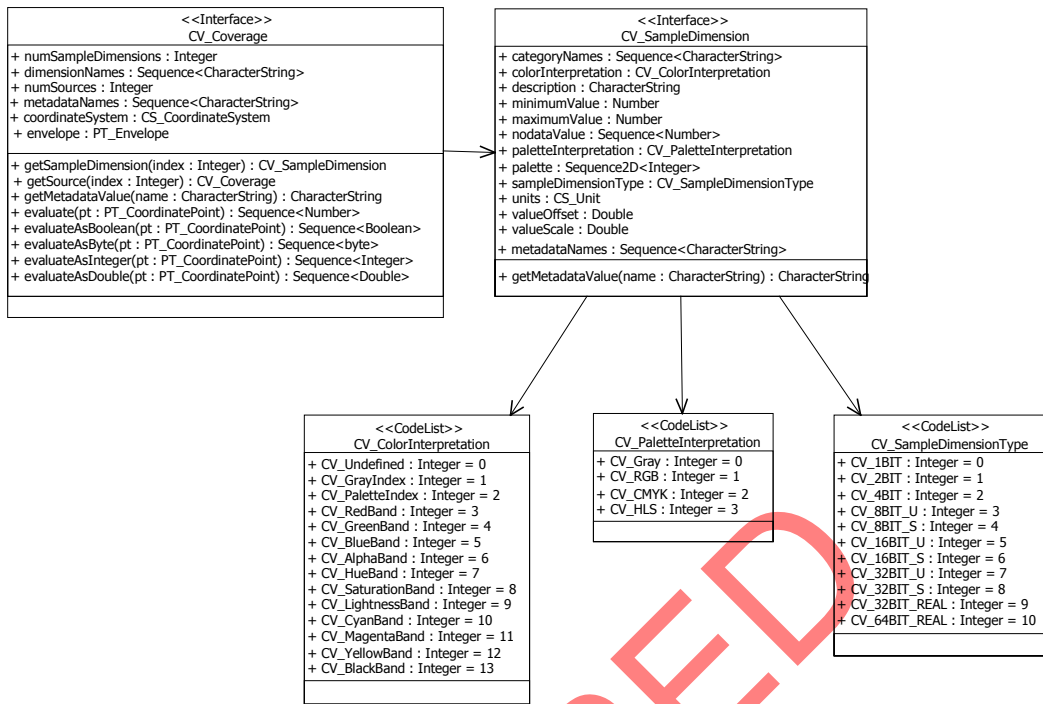 <<Interface>>
CV_Coverage
+ numSampleDimensions : Integer
+ dimensionNames : Sequence<CharacterString>
+ numSources : Integer
+ metadataNames : Sequence<CharacterString>
+ coordinateSystem : CS_CoordinateSystem
+ envelope : PT_Envelope
+ getSampleDimension(index : Integer) : CV_SampleDimension
+ getSource(index : Integer) : CV_Coverage
+ getMetadataValue(name : CharacterString) : CharacterString
+ evaluate(pt : PT_CoordinatePoint) : Sequence<Number>
+ evaluateAsBoolean(pt : PT_CoordinatePoint) : Sequence<Boolean>
+ evaluateAsByte(pt : PT_CoordinatePoint) : Sequence<byte>
+ evaluateAsInteger(pt : PT_CoordinatePoint) : Sequence<Integer>
+ evaluateAsDouble(pt : PT_CoordinatePoint) : Sequence<Double>
<<Interface>>
CV_SampleDimension
+ categoryNames : Sequence<CharacterString>
+ colorInterpretation : CV_ColorInterpretation
+ description : CharacterString
+ minimumValue : Number
+ maximumValue : Number
+ nodataValue : Sequence<Number>
+ paletteInterpretation : CV_PaletteInterpretation
+ palette : Sequence2D<Integer>
+ sampleDimensionType : CV_SampleDimensionType
+ units : CS_Unit
+ valueOffset : Double
+ valueScale : Double
+ metadataNames : Sequence<CharacterString>
+ getMetadataValue(name : CharacterString) : CharacterString
<<CodeList>>
CV_ColorInterpretation
+ CV_Undefined : Integer = 0
+ CV_GrayIndex : Integer = 1
+ CV_PaletteIndex : Integer = 2
+ CV_RedBand : Integer = 3
+ CV_GreenBand : Integer = 4
+ CV_BlueBand : Integer = 5
+ CV_AlphaBand : Integer = 6
+ CV_HueBand : Integer = 7
+ CV_SaturationBand : Integer = 8
+ CV_LightnessBand : Integer = 9
+ CV_CyanBand : Integer = 10
+ CV_MagentaBand : Integer = 11
+ CV_YellowBand : Integer = 12
+ CV_BlackBand : Integer = 13
<<CodeList>>
CV_PaletteInterpretation
+ CV_Gray : Integer = 0
+ CV_RGB : Integer = 1
+ CV_CMYK : Integer = 2
+ CV_HLS : Integer = 3
<<CodeList>>
CV_SampleDimensionType
+ CV_1BIT : Integer = 0
+ CV_2BIT : Integer = 1
+ CV_4BIT : Integer = 2
+ CV_8BIT_U : Integer = 3
+ CV_8BIT_S : Integer = 4
+ CV_16BIT_U : Integer = 5
+ CV_16BIT_S : Integer = 6
+ CV_32BIT_U : Integer = 7
+ CV_32BIT_S : Integer = 8
+ CV_32BIT_REAL : Integer = 9
+ CV_64BIT_REAL : Integer = 10